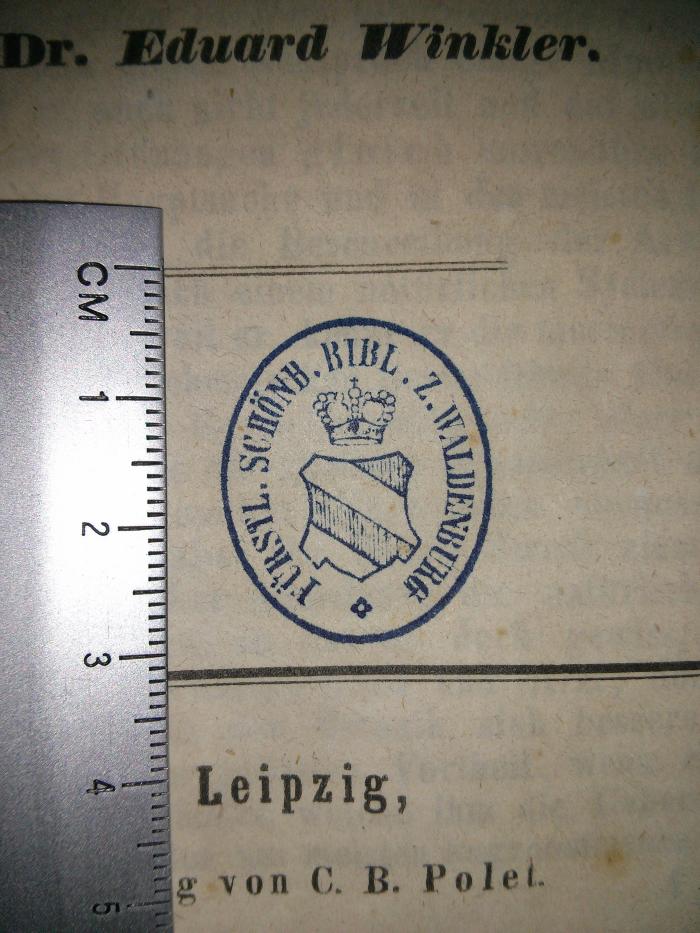 Dr. Eduard Winkler.
CM
1
2
3
4
5
FÜRSTL. SCHÖNB. BIBL. Z. WALDENBURG
Leipzig,
g von C. B. Polet.